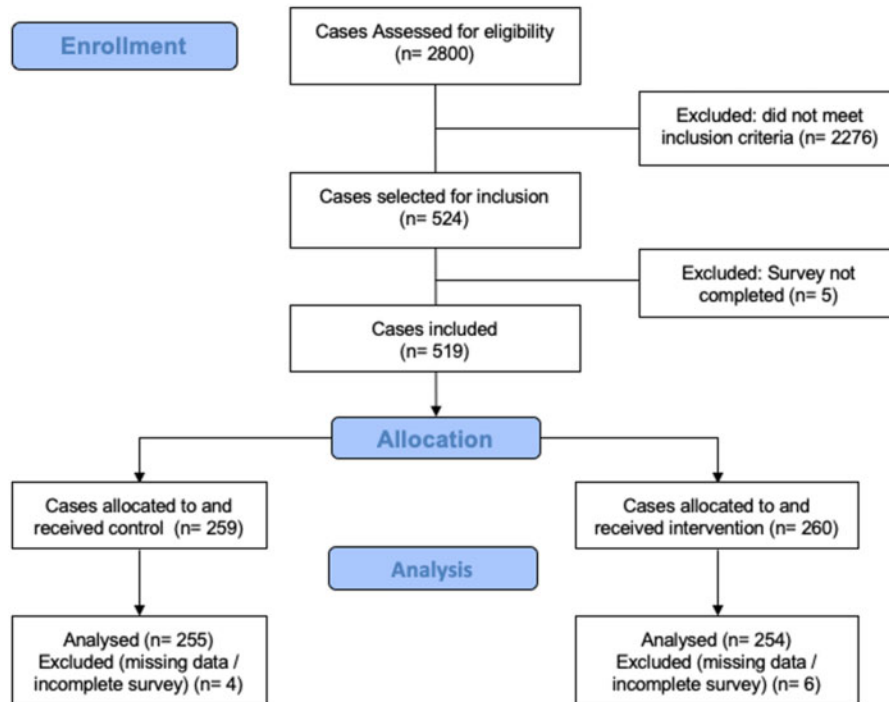 Enrollment
Cases Assessed for eligibility
(n= 2800)
Excluded: did not meet
inclusion criteria (n= 2276)
Cases selected for inclusion
(n= 524)
Excluded: Survey not
completed (n= 5)
Cases included
(n= 519)
Allocation
Cases allocated to and
received control (n= 259)
Cases allocated to and
received intervention (n= 260)
Analysis
Analysed (n= 255)
Excluded (missing data /
incomplete survey) (n= 4)
Analysed (n= 254)
Excluded (missing data /
incomplete survey) (n= 6)